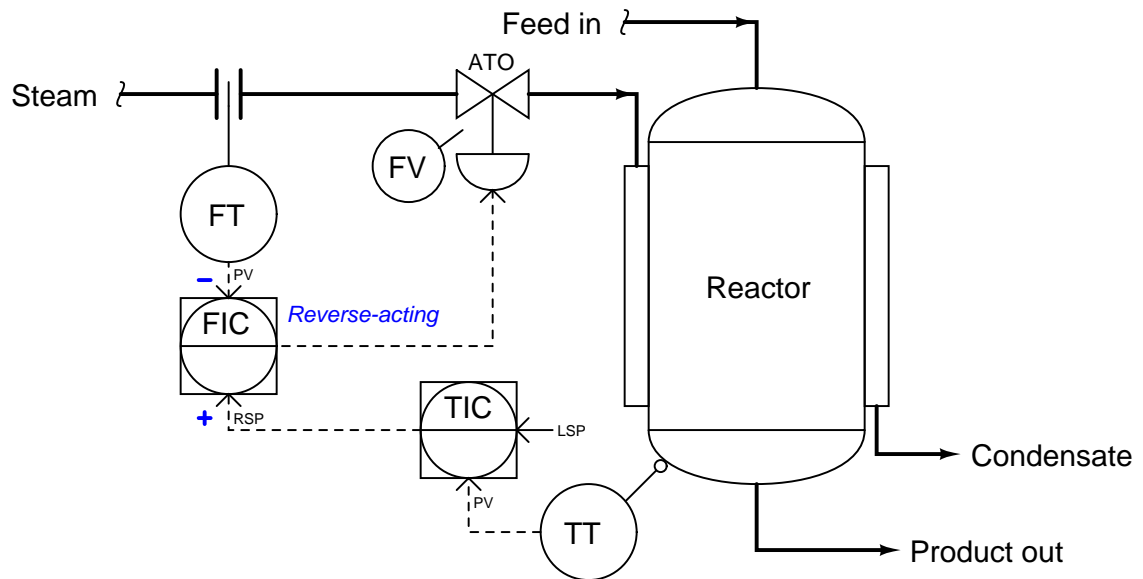 Feed in
ATO
Steam
FV
FT
PV
–
Reverse-acting
FIC
Reactor
+
RSP
TIC
LSP
PV
TT
Condensate
Product out